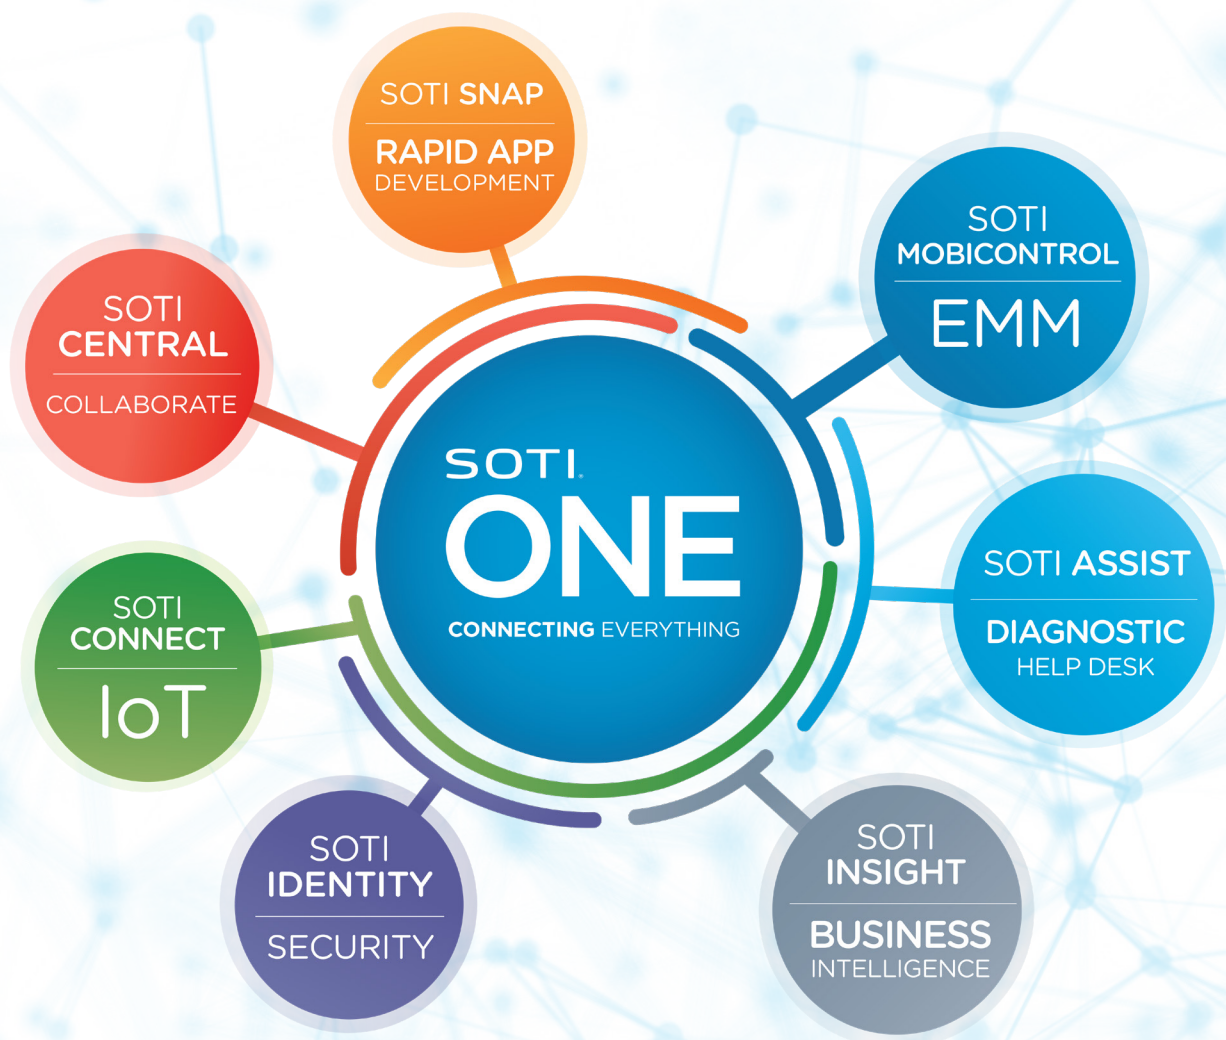 SOTI SNAP
RAPID APP
DEVELOPMENT
SOTI
MOBICONTROL
EMM
SOTI
CENTRAL
COLLABORATE
SOTI
ONE
CONNECTING EVERYTHING
SOTI ASSIST
DIAGNOSTIC
HELP DESK
SOTI
CONNECT
IoT
SOTI
IDENTITY
SECURITY
SOTI
INSIGHT
BUSINESS
INTELLIGENCE